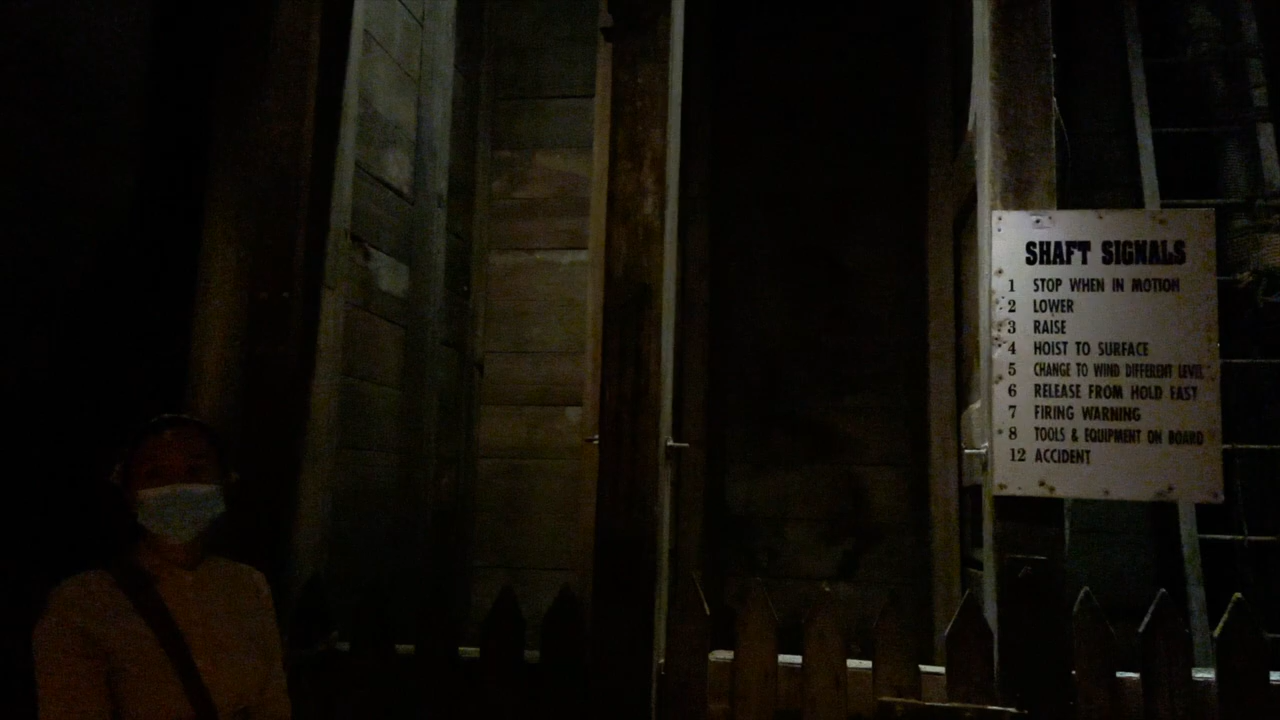 SHAFT SIGNALS
1 STOP WHEN IN MOTION
2 LOWER
3 RAISE
4 HOIST TO SURFACE
5 CHANGE TO WIND DIFFERENT LEVEL
6 RELEASE FROM HOLD FAST
7 FIRING WARNING
8 TOOLS & EQUIPMENT ON BOARD
12 ACCIDENT